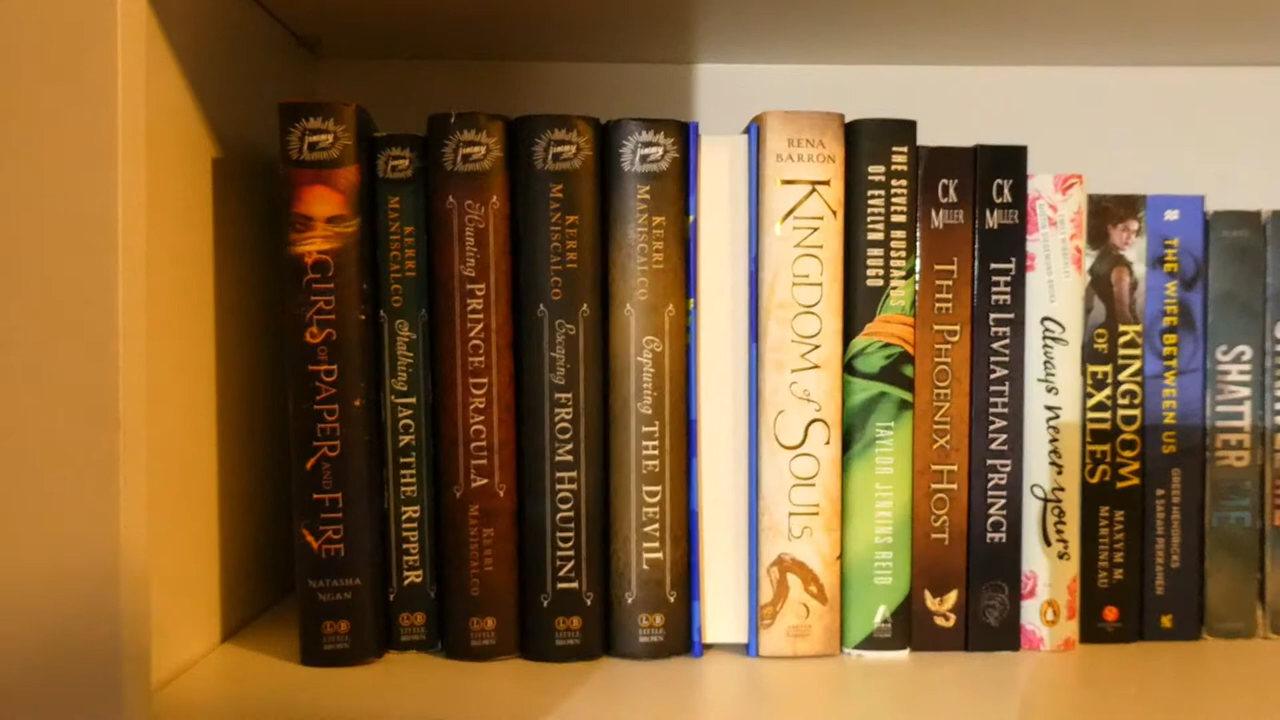 jimmy
GIRLS OF PAPER AND FIRE
NATASHA
NGAN
LB
LITTLE
BROWN
jimmy
KERRI
MANISCALCO
Stalking JACK THE RIPPER
LB
LITTLE
BROWN
jimmy
Hunting PRINCE DRACULA
KERRI
MANISCALCO
LB
LITTLE
BROWN
jimmy
KERRI
MANISCALCO
Escaping FROM HOUDINI
LB
LITTLE
BROWN
jimmy
KERRI
MANISCALCO
Capturing THE DEVIL
LB
LITTLE
BROWN
RENA
BARRON
KINGDOM of SOULS
THE SEVEN HUSBANDS
OF EVELYN HUGO
TAYLOR JENKINS REID
CK
MILLER
THE PHOENIX HOST
CK
MILLER
THE LEVIATHAN PRINCE
Always never yours
KINGDOM
OF EXILES
MAXYM M.
MARTINEAU
THE WIFE BETWEEN US
GREER HENDRICKS
& SARAH PEKKANEN
SHATTER ME